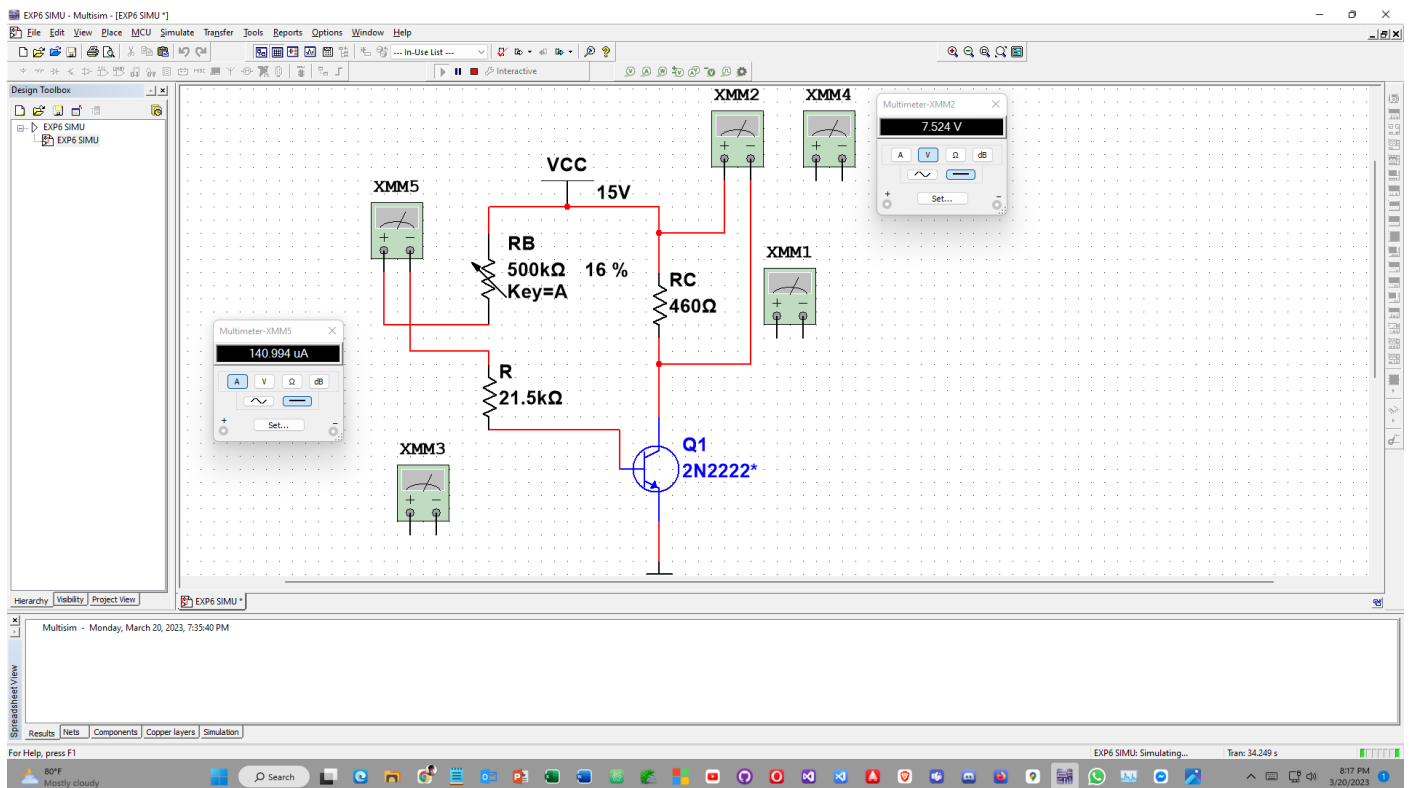 EXP6 SIMU - Multisim - [EXP6 SIMU *]
File Edit View Place MCU Simulate Transfer Tools Reports Options Window Help
--- In-Use List ---
Interactive
Design Toolbox
EXP6 SIMU
EXP6 SIMU
XMM2
XMM4
Multimeter-XMM2
7.524 V
A V Ω dB
+ Set... -
VCC
15V
XMM5
+ -
RB
500kΩ 16 %
Key=A
XMM1
+ -
RC
460Ω
Multimeter-XMM5
140.994 uA
A V Ω dB
+ Set... -
R
21.5kΩ
XMM3
+ -
Q1
2N2222*
Hierarchy Visibility Project View
EXP6 SIMU *
Multisim - Monday, March 20, 2023, 7:35:40 PM
Spreadsheet View
Results Nets Components Copper layers Simulation
For Help, press F1
EXP6 SIMU: Simulating... Tran: 34.249 s
80°F
Mostly cloudy
Search
8:17 PM
3/20/2023
1